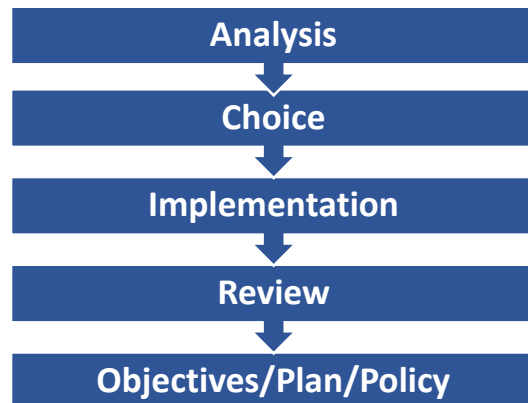 Analysis
Choice
Implementation
Review
Objectives/Plan/Policy